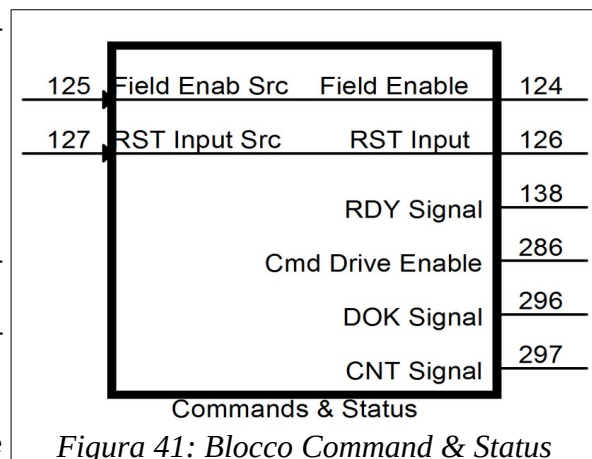 125 Field Enab Src Field Enable 124
127 RST Input Src RST Input 126
RDY Signal 138
Cmd Drive Enable 286
DOK Signal 296
CNT Signal 297
Commands & Status
Figura 41: Blocco Command & Status